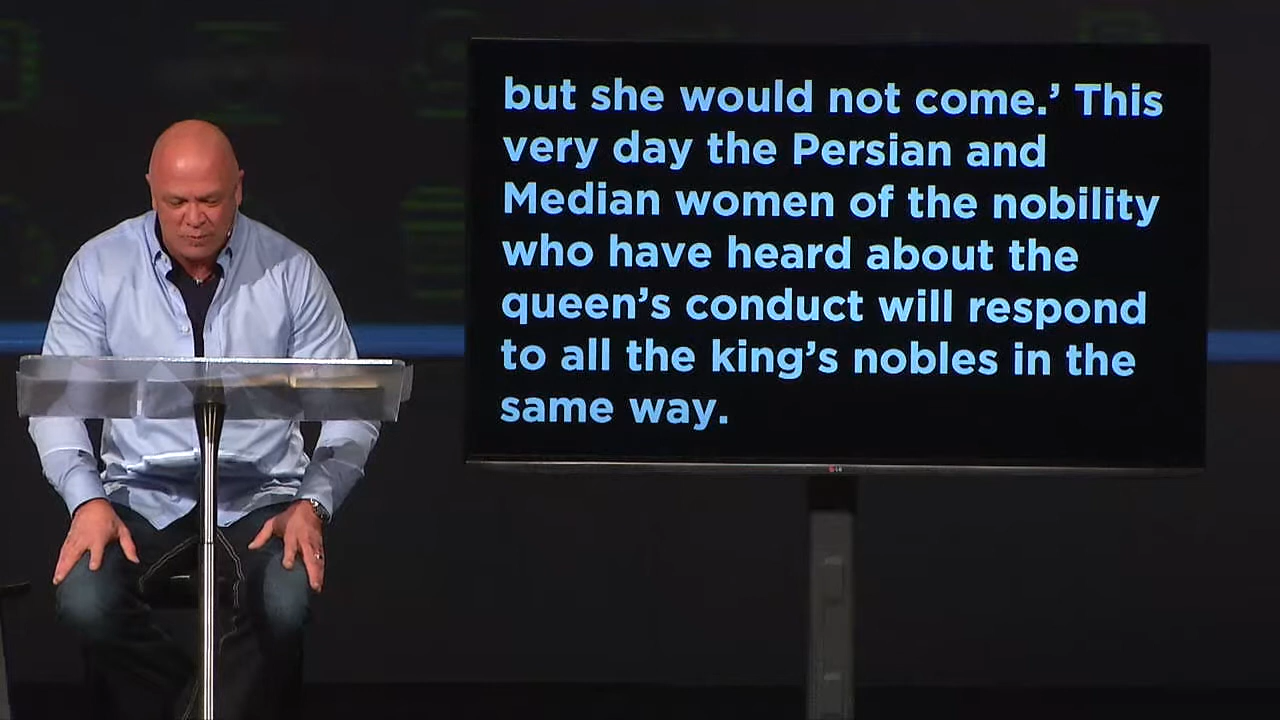 but she would not come.’ This
very day the Persian and
Median women of the nobility
who have heard about the
queen’s conduct will respond
to all the king’s nobles in the
same way.
LG